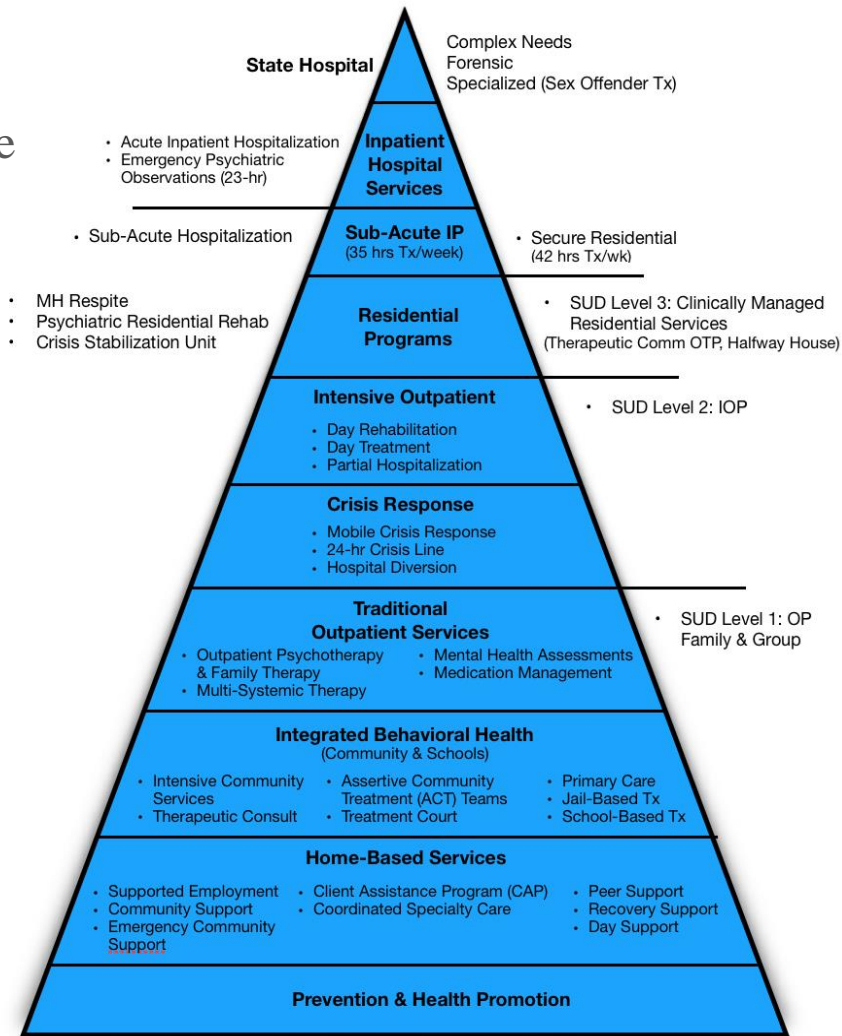 State Hospital
Complex Needs
Forensic
Specialized (Sex Offender Tx)
• Acute Inpatient Hospitalization
• Emergency Psychiatric
Observations (23-hr)
Inpatient
Hospital
Services
• Sub-Acute Hospitalization
Sub-Acute IP
(35 hrs Tx/week)
• Secure Residential
(42 hrs Tx/wk)
• MH Respite
• Psychiatric Residential Rehab
• Crisis Stabilization Unit
Residential
Programs
• SUD Level 3: Clinically Managed
Residential Services
(Therapeutic Comm OTP, Halfway House)
Intensive Outpatient
• Day Rehabilitation
• Day Treatment
• Partial Hospitalization
• SUD Level 2: IOP
Crisis Response
• Mobile Crisis Response
• 24-hr Crisis Line
• Hospital Diversion
Traditional
Outpatient Services
• Outpatient Psychotherapy
& Family Therapy
• Multi-Systemic Therapy
• Mental Health Assessments
• Medication Management
• SUD Level 1: OP
Family & Group
Integrated Behavioral Health
(Community & Schools)
• Intensive Community
Services
• Therapeutic Consult
• Assertive Community
Treatment (ACT) Teams
• Treatment Court
• Primary Care
• Jail-Based Tx
• School-Based Tx
Home-Based Services
• Supported Employment
• Community Support
• Emergency Community
Support
• Client Assistance Program (CAP)
• Coordinated Specialty Care
• Peer Support
• Recovery Support
• Day Support
Prevention & Health Promotion